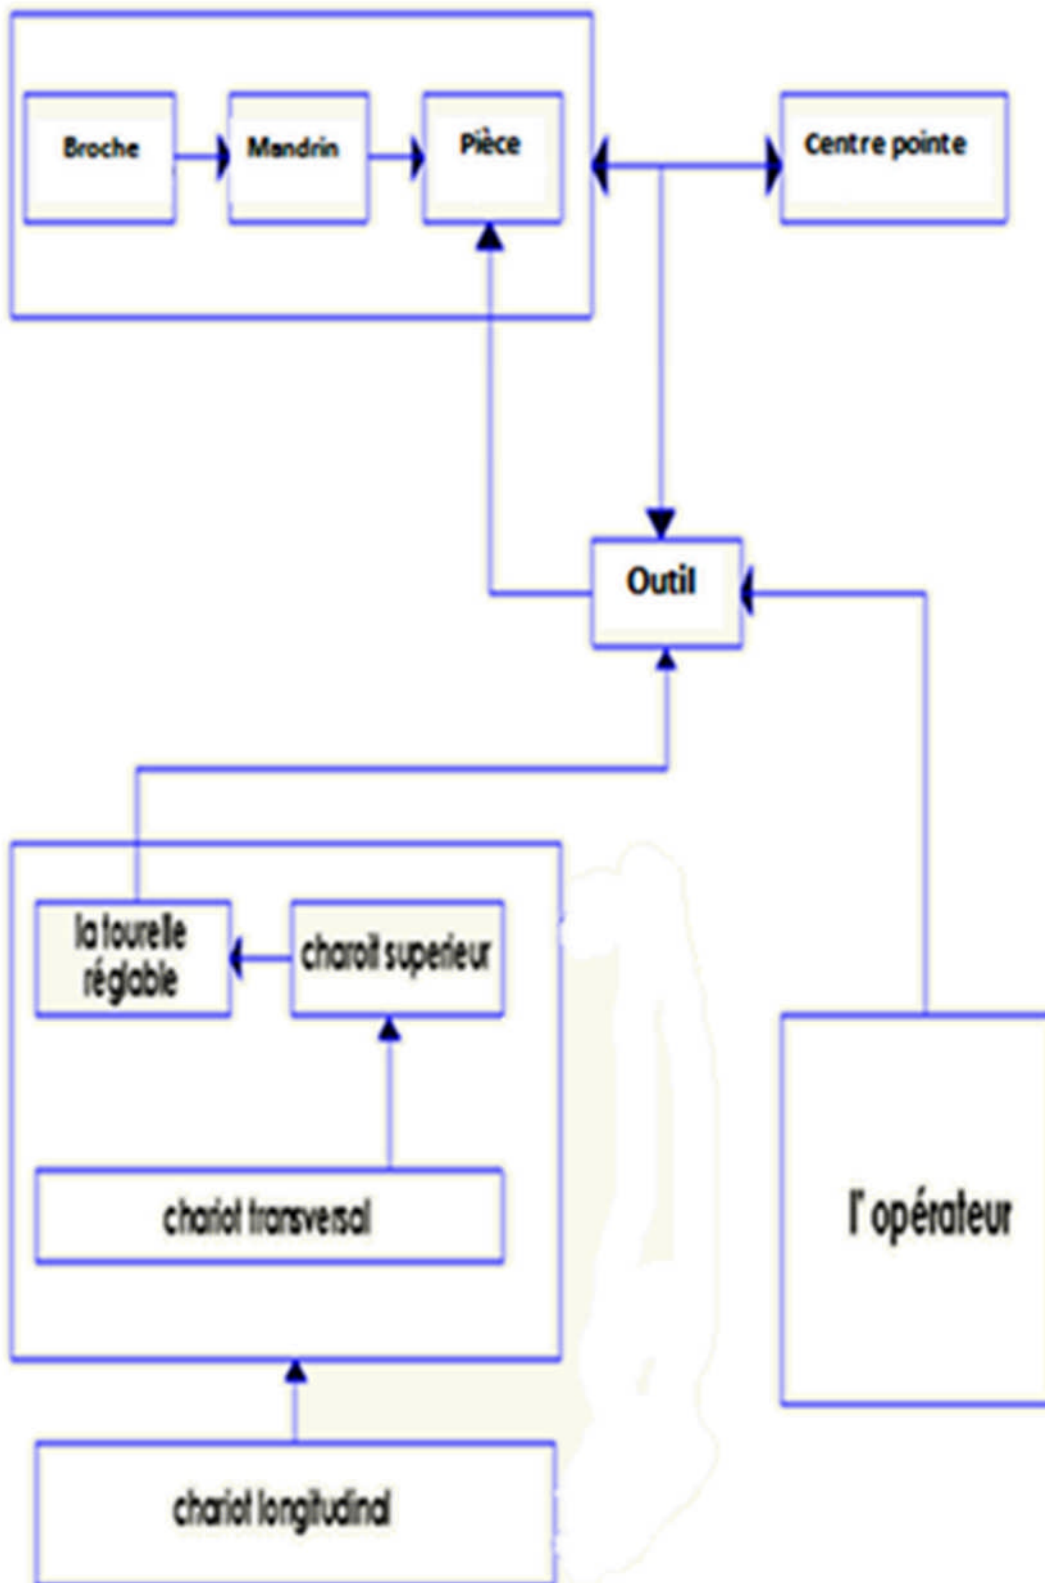 Broche
Mandrin
Pièce
Centre pointe
Outil
la tourelle
réglable
charoit superieur
chariot transversal
l' opérateur
chariot longitudinal